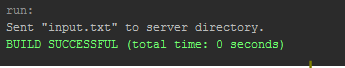 run:
Sent "input.txt" to server directory.
BUILD SUCCESSFUL (total time: 0 seconds)